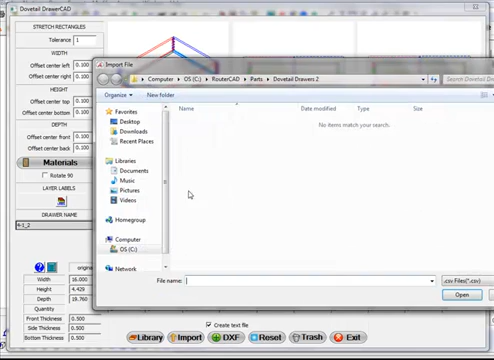 Dovetail DrawerCAD
STRETCH RECTANGLES
Tolerance 1
WIDTH
Offset center left 0.100
Offset center right 0.100
HEIGHT
Offset center top 0.100
Offset center bottom 0.100
DEPTH
Offset center front 0.100
Offset center back 0.100
Materials
Rotate 90
LAYER LABELS
DRAWER NAME
4-1_2
original
Width 16.000
Height 4.429
Depth 19.760
Quantity
Front Thickness 0.500
Side Thickness 0.500
Bottom Thickness 0.500
Import File
Computer OS (C:) RouterCAD Parts Dovetail Drawers 2
Search Dovetail Drawers
Organize New folder
Favorites
Desktop
Downloads
Recent Places
Libraries
Documents
Music
Pictures
Videos
Homegroup
Computer
OS (C:)
Network
Name Date modified Type Size
No items match your search.
File name: .csv Files(*.csv)
Open
Create text file
Library Import DXF Reset Trash Exit